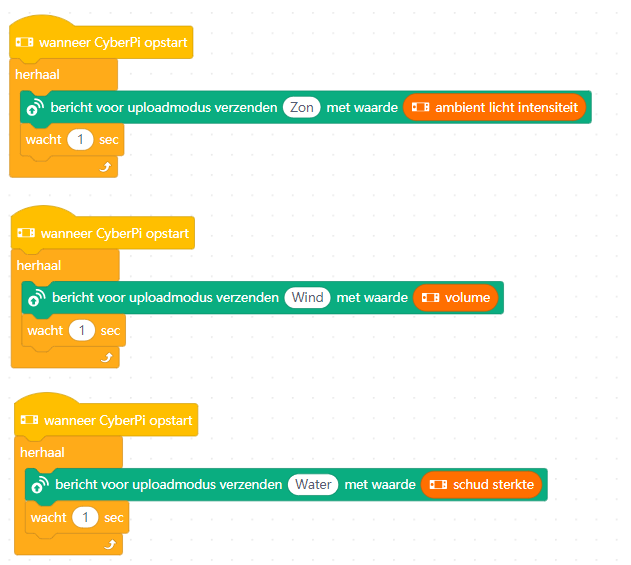 wanneer CyberPi opstart
herhaal
bericht voor uploadmodus verzenden Zon met waarde ambient licht intensiteit
wacht 1 sec
wanneer CyberPi opstart
herhaal
bericht voor uploadmodus verzenden Wind met waarde volume
wacht 1 sec
wanneer CyberPi opstart
herhaal
bericht voor uploadmodus verzenden Water met waarde schud sterkte
wacht 1 sec